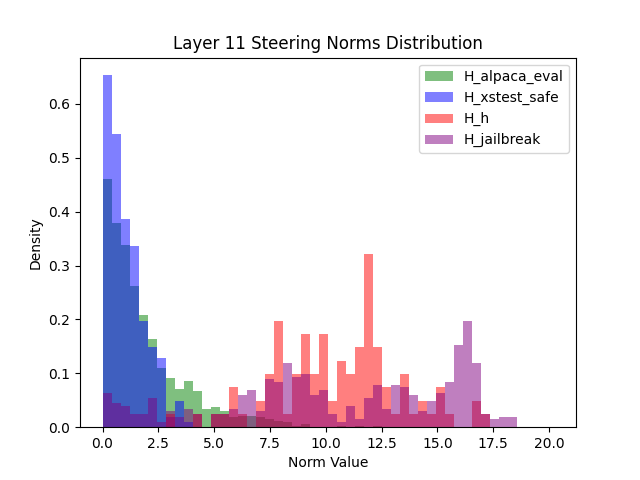 Layer 11 Steering Norms Distribution
H_alpaca_eval
H_xstest_safe
H_h
H_jailbreak
Density
0.6
0.5
0.4
0.3
0.2
0.1
0.0
0.0 2.5 5.0 7.5 10.0 12.5 15.0 17.5 20.0
Norm Value